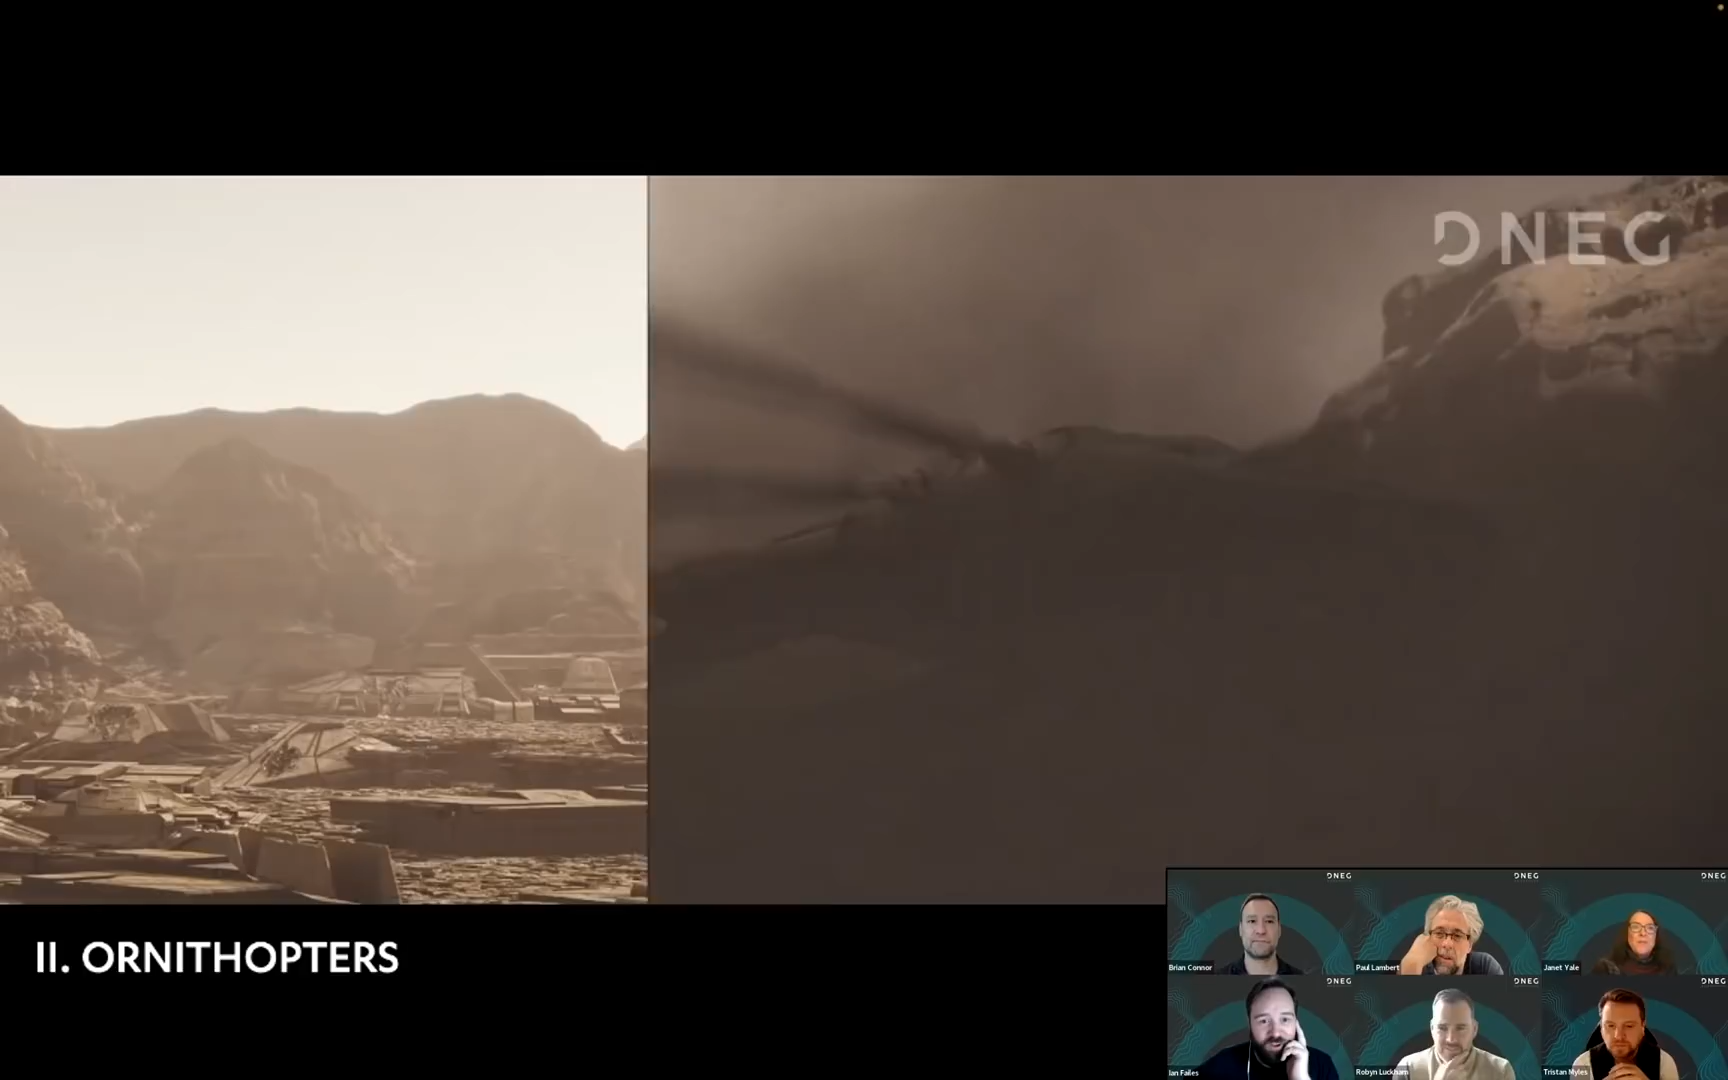 DNEG
II. ORNITHOPTERS
DNEG
DNEG
DNEG
Brian Connor
Paul Lambert
Janet Yale
DNEG
DNEG
DNEG
Ian Failes
Robyn Luckham
Tristan Myles